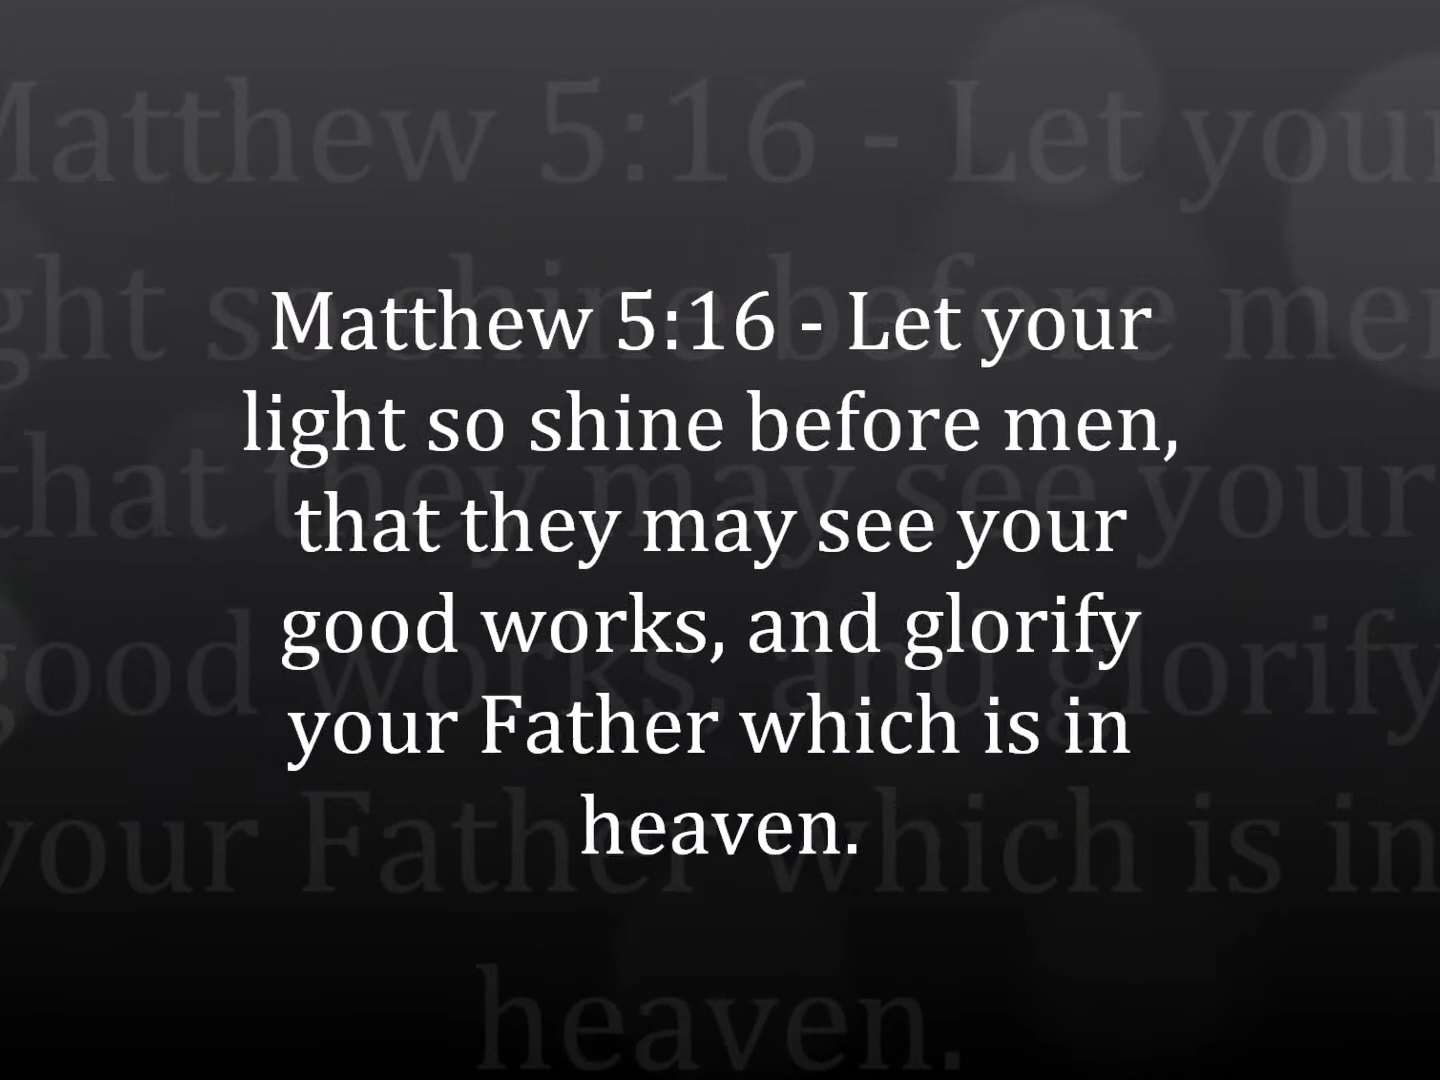 Matthew 5:16 - Let your
light so shine before men,
that they may see your
good works, and glorify
your Father which is in
heaven.